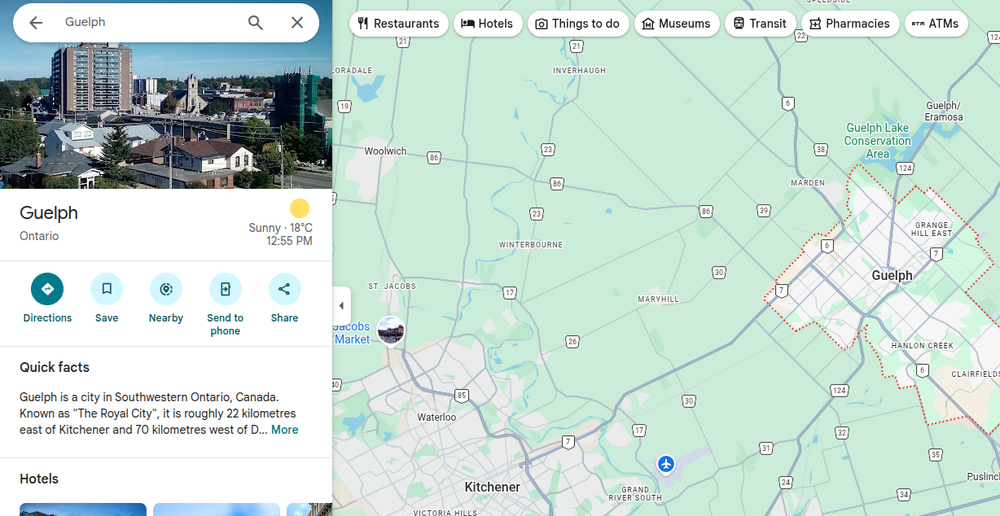 Guelph
Guelph
Ontario
Sunny · 18°C
12:55 PM
Directions
Save
Nearby
Send to
phone
Share
Quick facts
Guelph is a city in Southwestern Ontario, Canada.
Known as "The Royal City", it is roughly 22 kilometres
east of Kitchener and 70 kilometres west of D... More
Hotels
Restaurants
Hotels
Things to do
Museums
Transit
Pharmacies
ATM ATMs
21
21
22
124
LORADALE
INVERHAUGH
19
6
Guelph/
Eramosa
Guelph Lake
Conservation
Area
Woolwich
86
23
38
124
86
MARDEN
23
86
39
GRANGE
HILL EAST
WINTERBOURNE
6
7
30
Guelph
ST. JACOBS
17
7
MARYHILL
Jacobs
Market
26
HANLON CREEK
6
CLAIRFIELDS
40
85
124
30
Waterloo
17
32
7
31
35
24
Puslinch
Kitchener
GRAND
RIVER SOUTH
34
VICTORIA HILLS